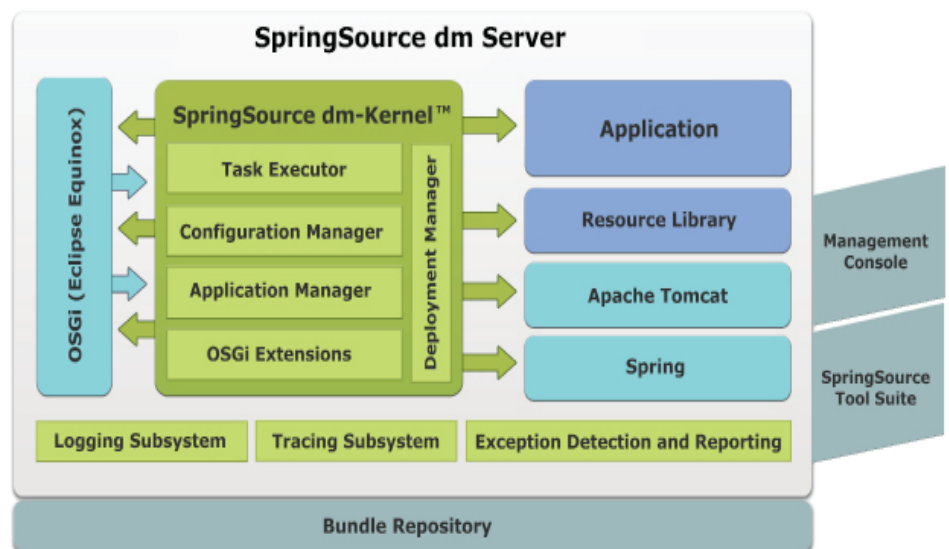 SpringSource dm Server
OSGi (Eclipse Equinox)
SpringSource dm-Kernel™
Task Executor
Configuration Manager
Application Manager
OSGi Extensions
Deployment Manager
Application
Resource Library
Apache Tomcat
Spring
Management
Console
SpringSource
Tool Suite
Logging Subsystem
Tracing Subsystem
Exception Detection and Reporting
Bundle Repository